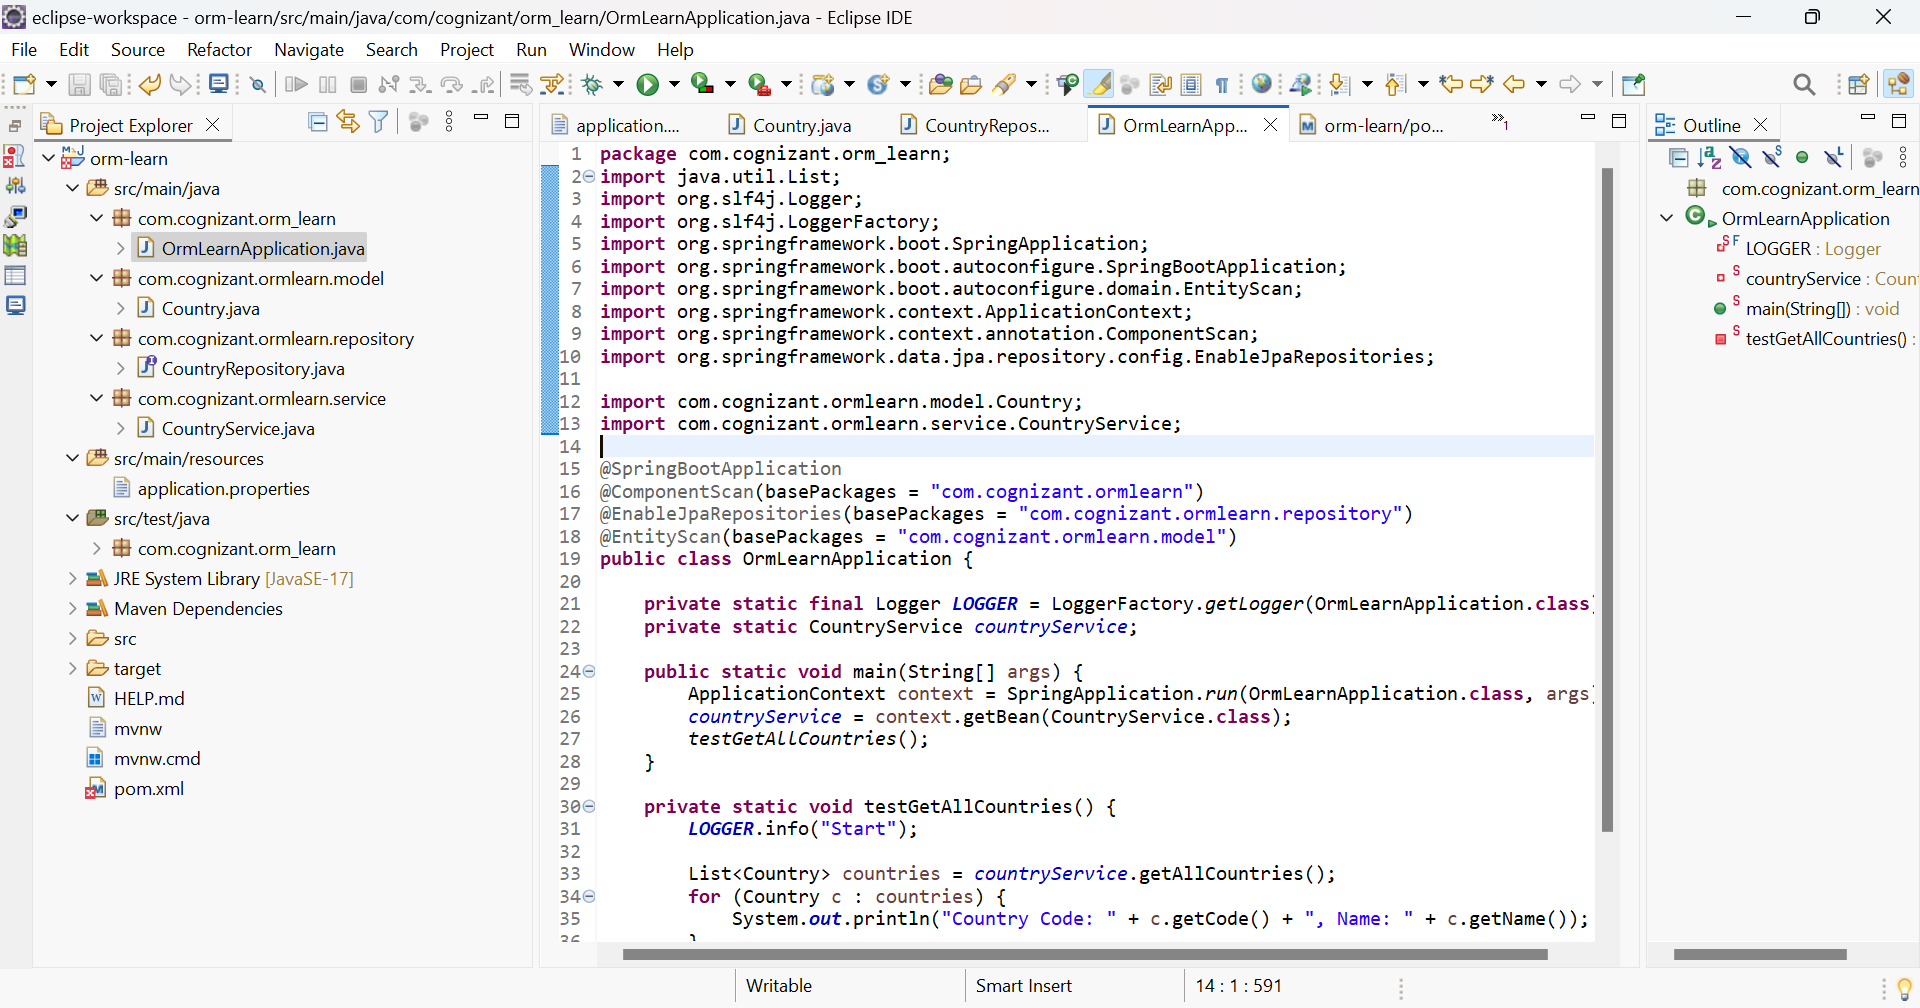 eclipse-workspace - orm-learn/src/main/java/com/cognizant/orm_learn/OrmLearnApplication.java - Eclipse IDE
File Edit Source Refactor Navigate Search Project Run Window Help
Project Explorer
orm-learn
src/main/java
com.cognizant.orm_learn
OrmLearnApplication.java
com.cognizant.ormlearn.model
Country.java
com.cognizant.ormlearn.repository
CountryRepository.java
com.cognizant.ormlearn.service
CountryService.java
src/main/resources
application.properties
src/test/java
com.cognizant.orm_learn
JRE System Library [JavaSE-17]
Maven Dependencies
src
target
HELP.md
mvnw
mvnw.cmd
pom.xml
application.... Country.java CountryRepos... OrmLearnApp... orm-learn/po... »1
1 package com.cognizant.orm_learn;
2 import java.util.List;
3 import org.slf4j.Logger;
4 import org.slf4j.LoggerFactory;
5 import org.springframework.boot.SpringApplication;
6 import org.springframework.boot.autoconfigure.SpringBootApplication;
7 import org.springframework.boot.autoconfigure.domain.EntityScan;
8 import org.springframework.context.ApplicationContext;
9 import org.springframework.context.annotation.ComponentScan;
10 import org.springframework.data.jpa.repository.config.EnableJpaRepositories;
11
12 import com.cognizant.ormlearn.model.Country;
13 import com.cognizant.ormlearn.service.CountryService;
14
15 @SpringBootApplication
16 @ComponentScan(basePackages = "com.cognizant.ormlearn")
17 @EnableJpaRepositories(basePackages = "com.cognizant.ormlearn.repository")
18 @EntityScan(basePackages = "com.cognizant.ormlearn.model")
19 public class OrmLearnApplication {
20
21 private static final Logger LOGGER = LoggerFactory.getLogger(OrmLearnApplication.class
22 private static CountryService countryService;
23
24 public static void main(String[] args) {
25 ApplicationContext context = SpringApplication.run(OrmLearnApplication.class, args
26 countryService = context.getBean(CountryService.class);
27 testGetAllCountries();
28 }
29
30 private static void testGetAllCountries() {
31 LOGGER.info("Start");
32
33 List<Country> countries = countryService.getAllCountries();
34 for (Country c : countries) {
35 System.out.println("Country Code: " + c.getCode() + ", Name: " + c.getName());
36 }
Outline
com.cognizant.orm_learn
OrmLearnApplication
LOGGER : Logger
countryService : Coun
main(String[]) : void
testGetAllCountries() :
Writable Smart Insert 14 : 1 : 591